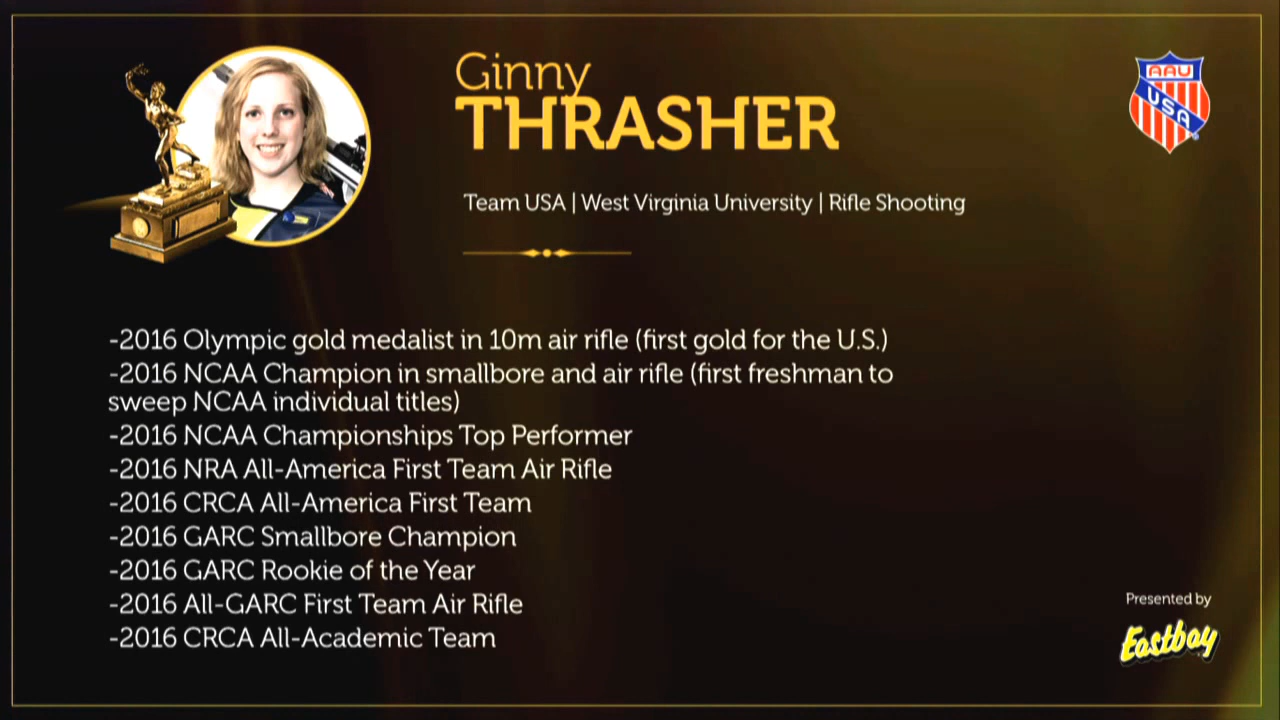 Ginny
THRASHER
AAU
USA
Team USA | West Virginia University | Rifle Shooting
-2016 Olympic gold medalist in 10m air rifle (first gold for the U.S.)
-2016 NCAA Champion in smallbore and air rifle (first freshman to
sweep NCAA individual titles)
-2016 NCAA Championships Top Performer
-2016 NRA All-America First Team Air Rifle
-2016 CRCA All-America First Team
-2016 GARC Smallbore Champion
-2016 GARC Rookie of the Year
-2016 All-GARC First Team Air Rifle
-2016 CRCA All-Academic Team
Presented by
Eastbay